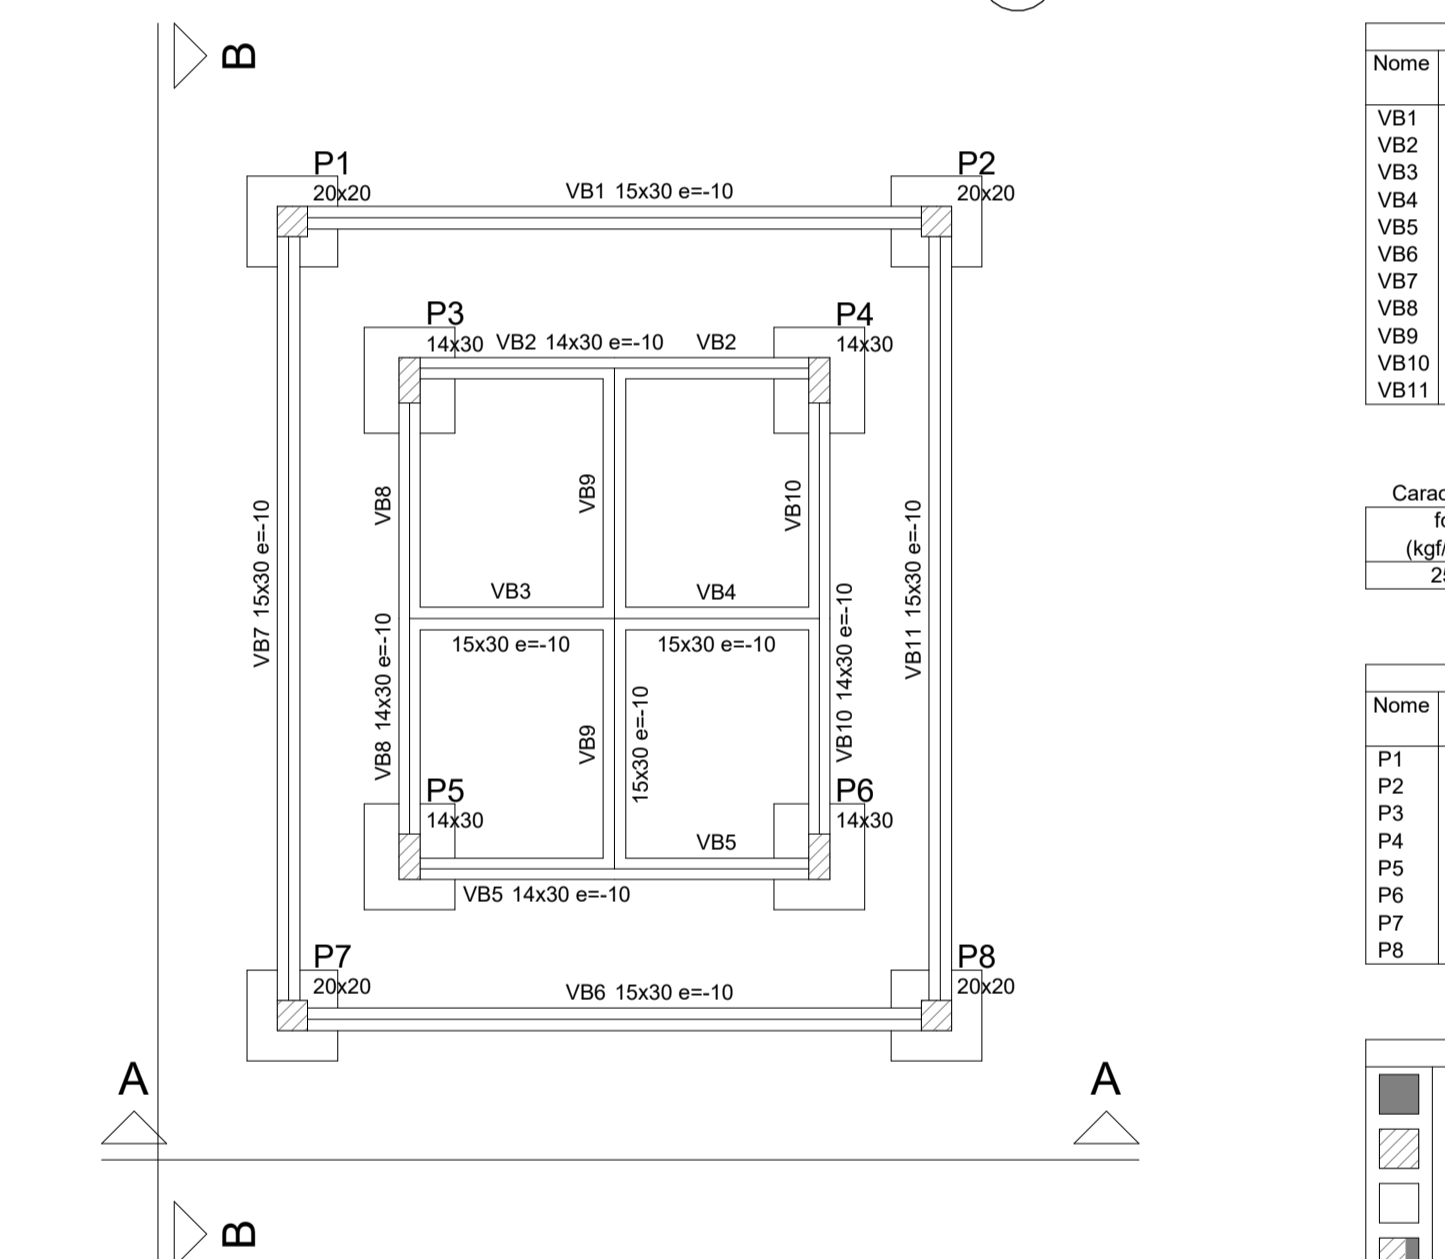 B
P1
20x20
VB1 15x30 e=-10
P2
20x20
P3
14x30
VB2 14x30 e=-10
VB2
P4
14x30
VB8
VB9
VB10
VB7 15x30 e=-10
VB11 15x30 e=-10
VB3
VB4
15x30 e=-10
15x30 e=-10
VB8 14x30 e=-10
VB10 14x30 e=-10
VB9
15x30 e=-10
P5
14x30
P6
14x30
VB5
VB5 14x30 e=-10
P7
20x20
VB6 15x30 e=-10
P8
20x20
A
A
B
Nome
VB1
VB2
VB3
VB4
VB5
VB6
VB7
VB8
VB9
VB10
VB11
Nome
P1
P2
P3
P4
P5
P6
P7
P8